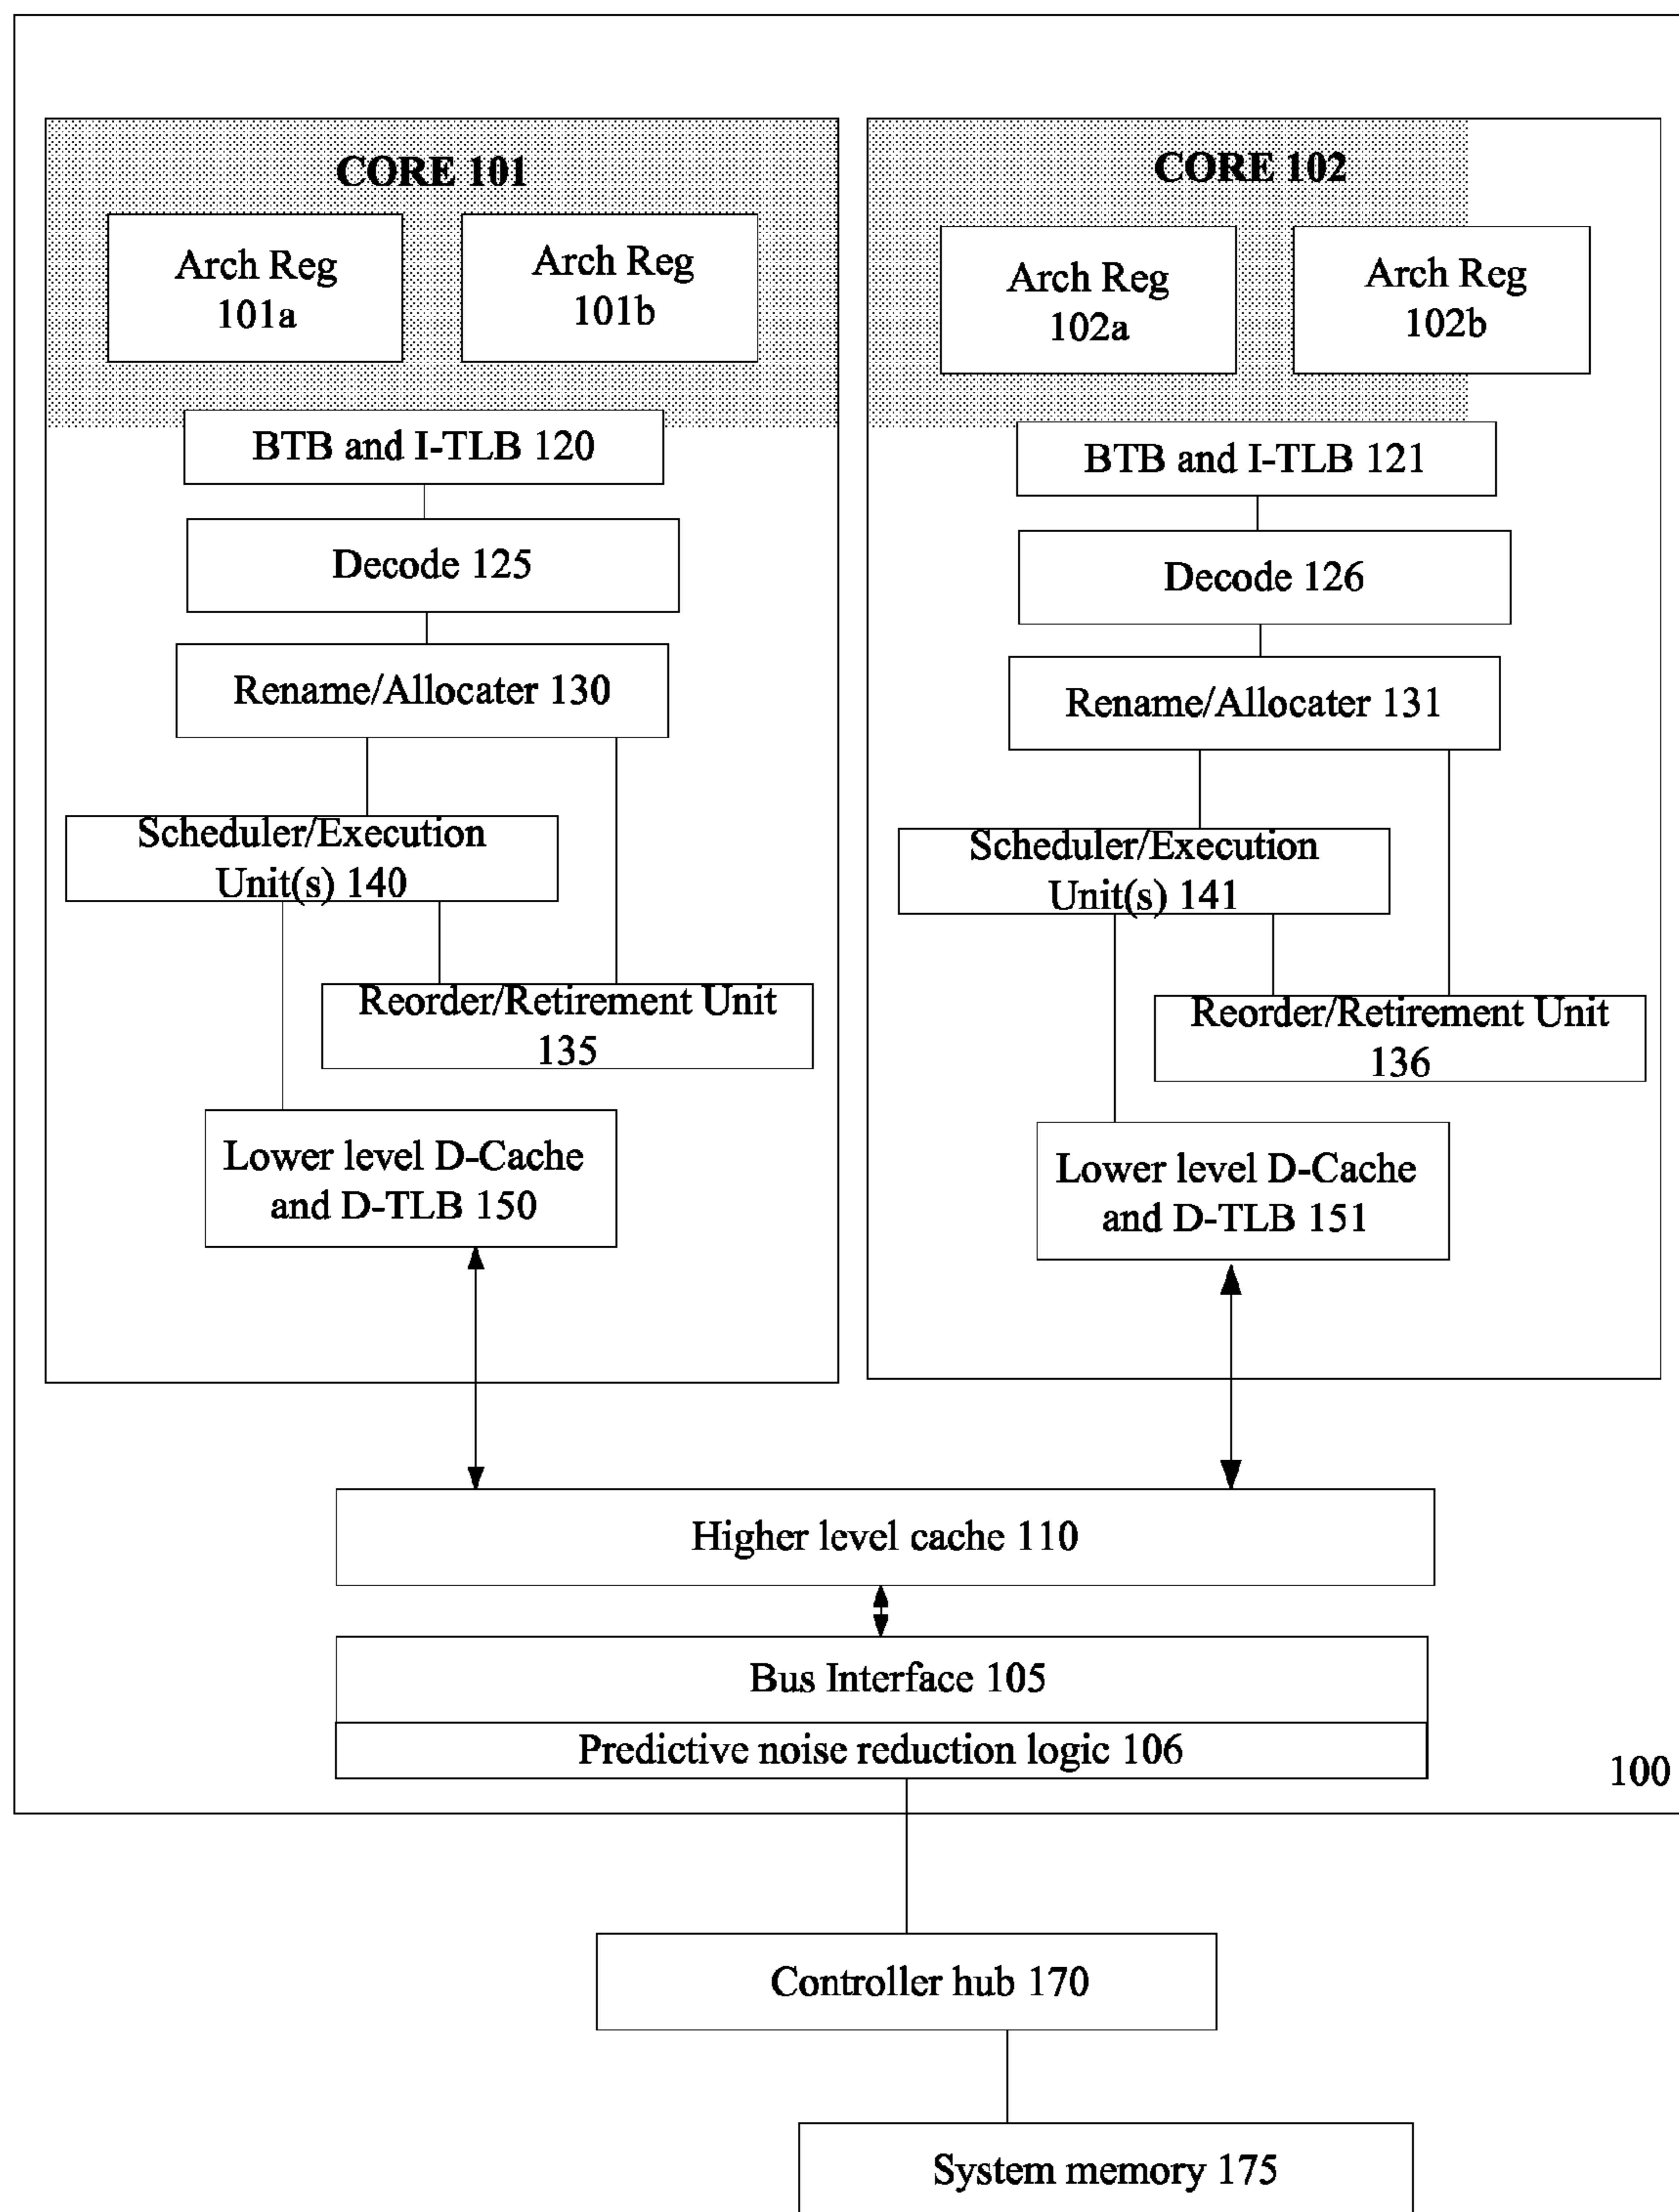 CORE 101
Arch Reg
101a
Arch Reg
101b
BTB and I-TLB 120
Decode 125
Rename/Allocater 130
Scheduler/Execution
Unit(s) 140
Reorder/Retirement Unit
135
Lower level D-Cache
and D-TLB 150
CORE 102
Arch Reg
102a
Arch Reg
102b
BTB and I-TLB 121
Decode 126
Rename/Allocater 131
Scheduler/Execution
Unit(s) 141
Reorder/Retirement Unit
136
Lower level D-Cache
and D-TLB 151
Higher level cache 110
Bus Interface 105
Predictive noise reduction logic 106
100
Controller hub 170
System memory 175